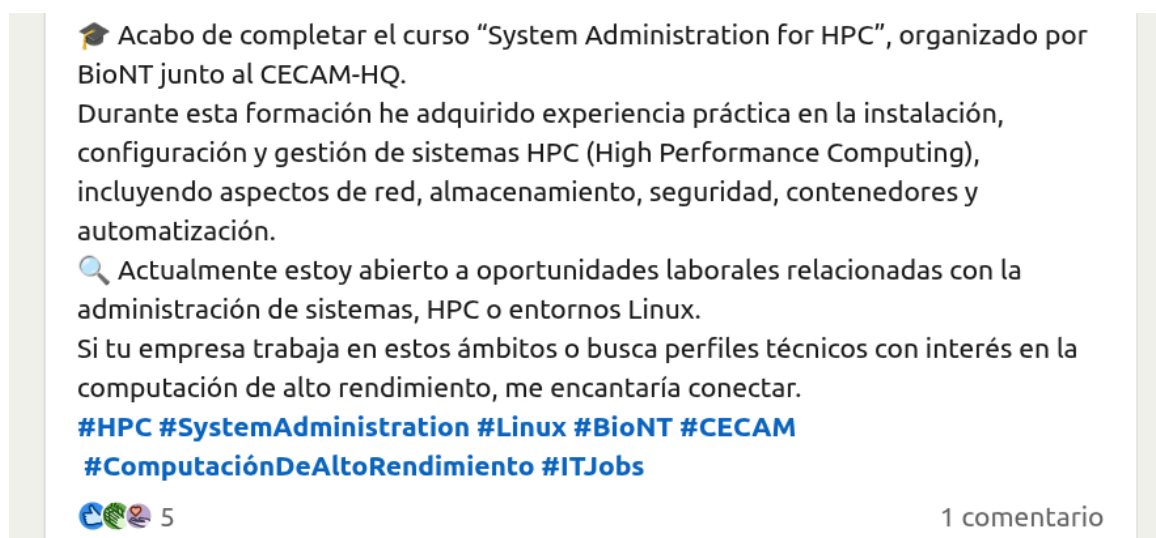 🎓 Acabo de completar el curso “System Administration for HPC”, organizado por
BioNT junto al CECAM-HQ.
Durante esta formación he adquirido experiencia práctica en la instalación,
configuración y gestión de sistemas HPC (High Performance Computing),
incluyendo aspectos de red, almacenamiento, seguridad, contenedores y
automatización.
🔍 Actualmente estoy abierto a oportunidades laborales relacionadas con la
administración de sistemas, HPC o entornos Linux.
Si tu empresa trabaja en estos ámbitos o busca perfiles técnicos con interés en la
computación de alto rendimiento, me encantaría conectar.
#HPC #SystemAdministration #Linux #BioNT #CECAM
#ComputaciónDeAltoRendimiento #ITJobs
5 1 comentario